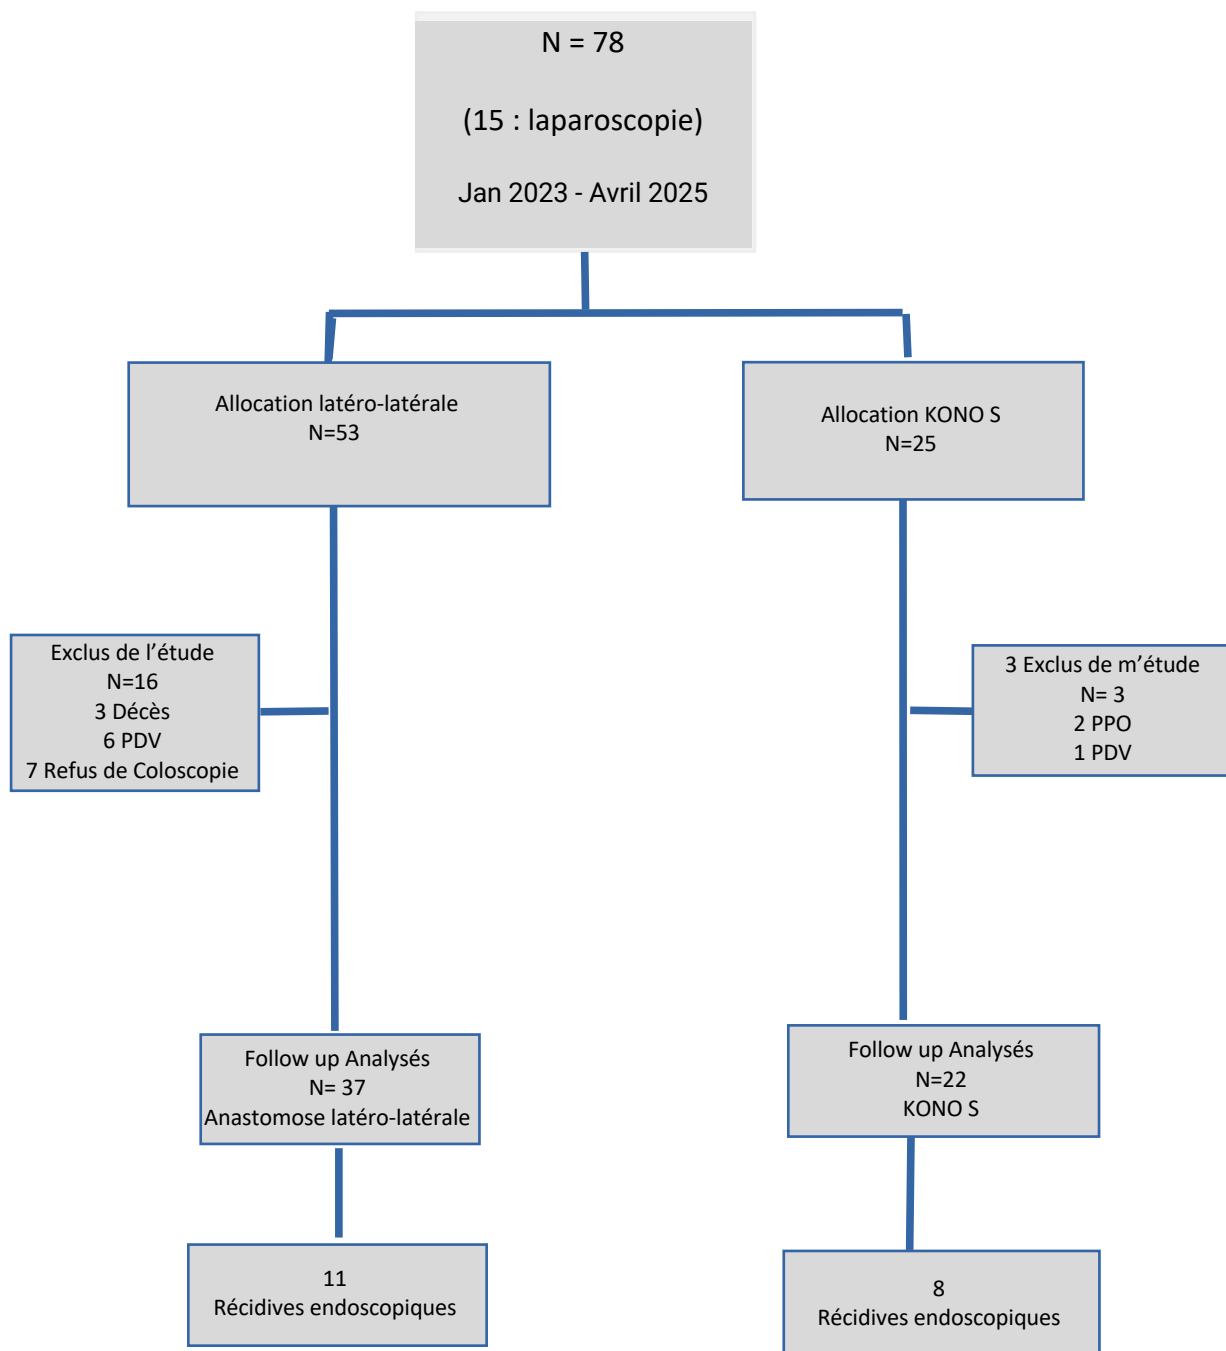 N = 78
(15 : laparoscopie)
Jan 2023 - Avril 2025
Allocation latéro-latérale
N=53
Allocation KONO S
N=25
Exclus de l’étude
N=16
3 Décès
6 PDV
7 Refus de Coloscopie
3 Exclus de m’étude
N= 3
2 PPO
1 PDV
Follow up Analysés
N= 37
Anastomose latéro-latérale
Follow up Analysés
N=22
KONO S
11
Récidives endoscopiques
8
Récidives endoscopiques